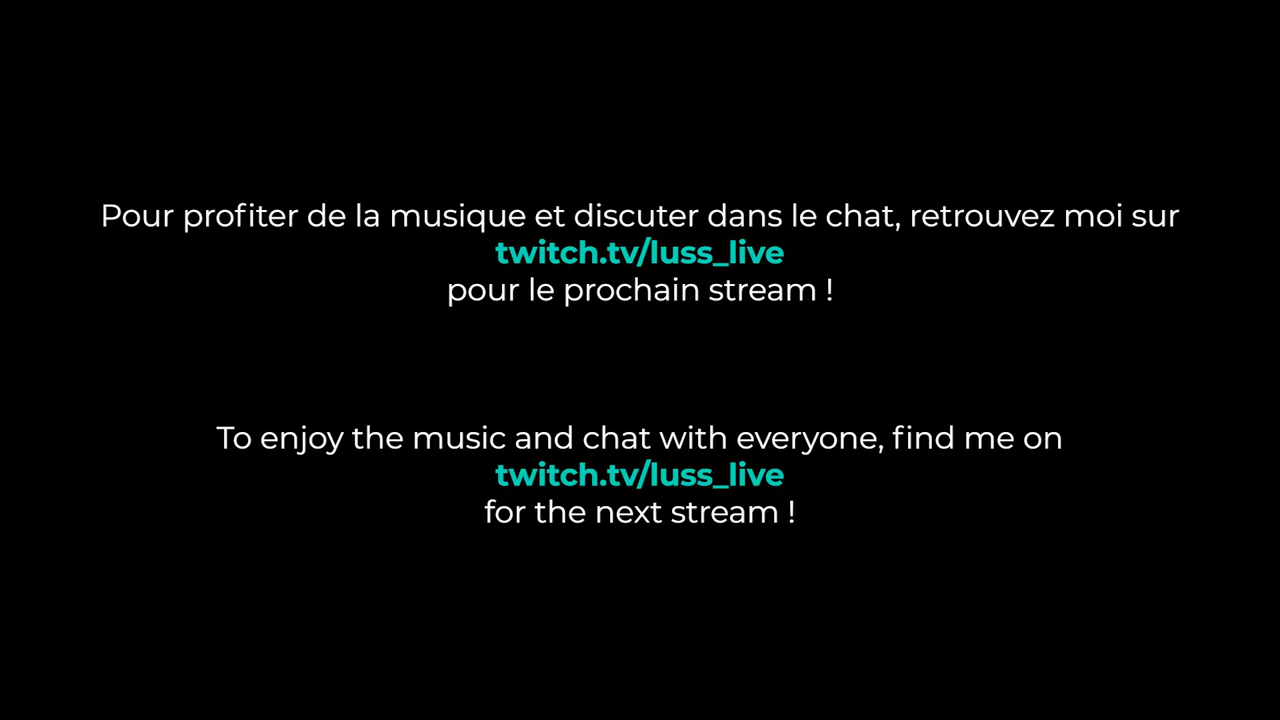 Pour profiter de la musique et discuter dans le chat, retrouvez moi sur
twitch.tv/luss_live
pour le prochain stream !
To enjoy the music and chat with everyone, find me on
twitch.tv/luss_live
for the next stream !